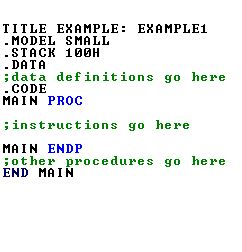 TITLE EXAMPLE: EXAMPLE1
.MODEL SMALL
.STACK 100H
.DATA
;data definitions go here
.CODE
MAIN PROC
;instructions go here
MAIN ENDP
;other procedures go here
END MAIN